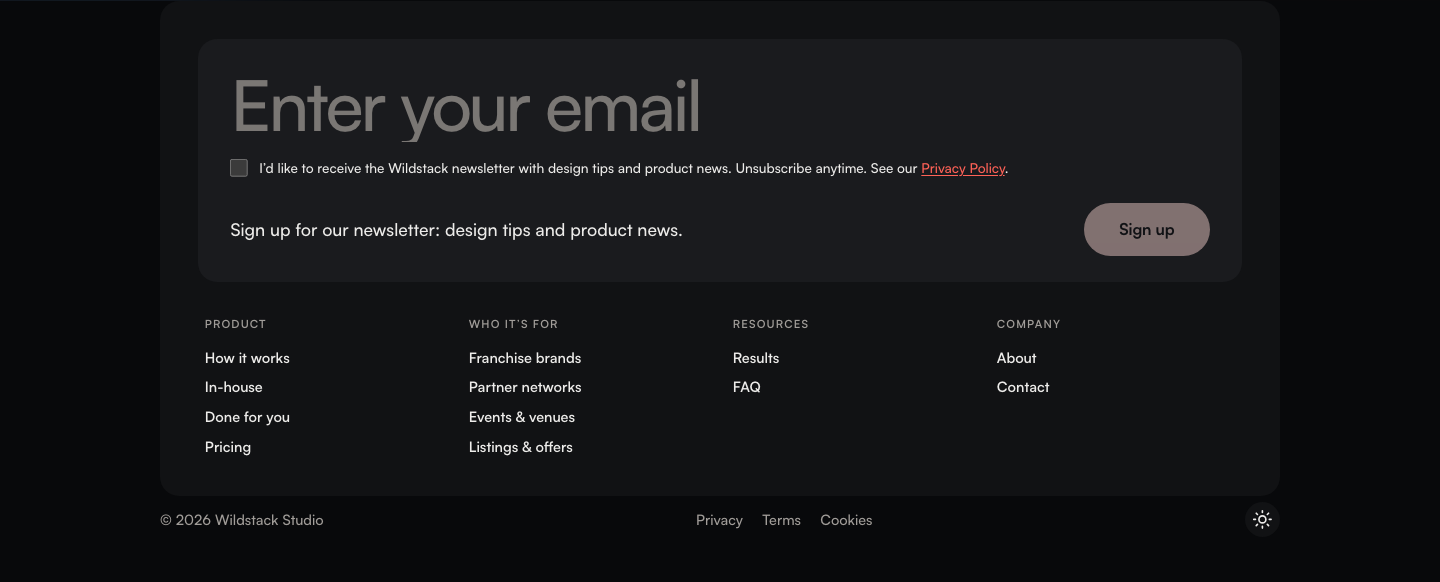 Enter your email
I’d like to receive the Wildstack newsletter with design tips and product news. Unsubscribe anytime. See our Privacy Policy.
Sign up for our newsletter: design tips and product news.
Sign up
PRODUCT
How it works
In-house
Done for you
Pricing
WHO IT’S FOR
Franchise brands
Partner networks
Events & venues
Listings & offers
RESOURCES
Results
FAQ
COMPANY
About
Contact
© 2026 Wildstack Studio
Privacy Terms Cookies